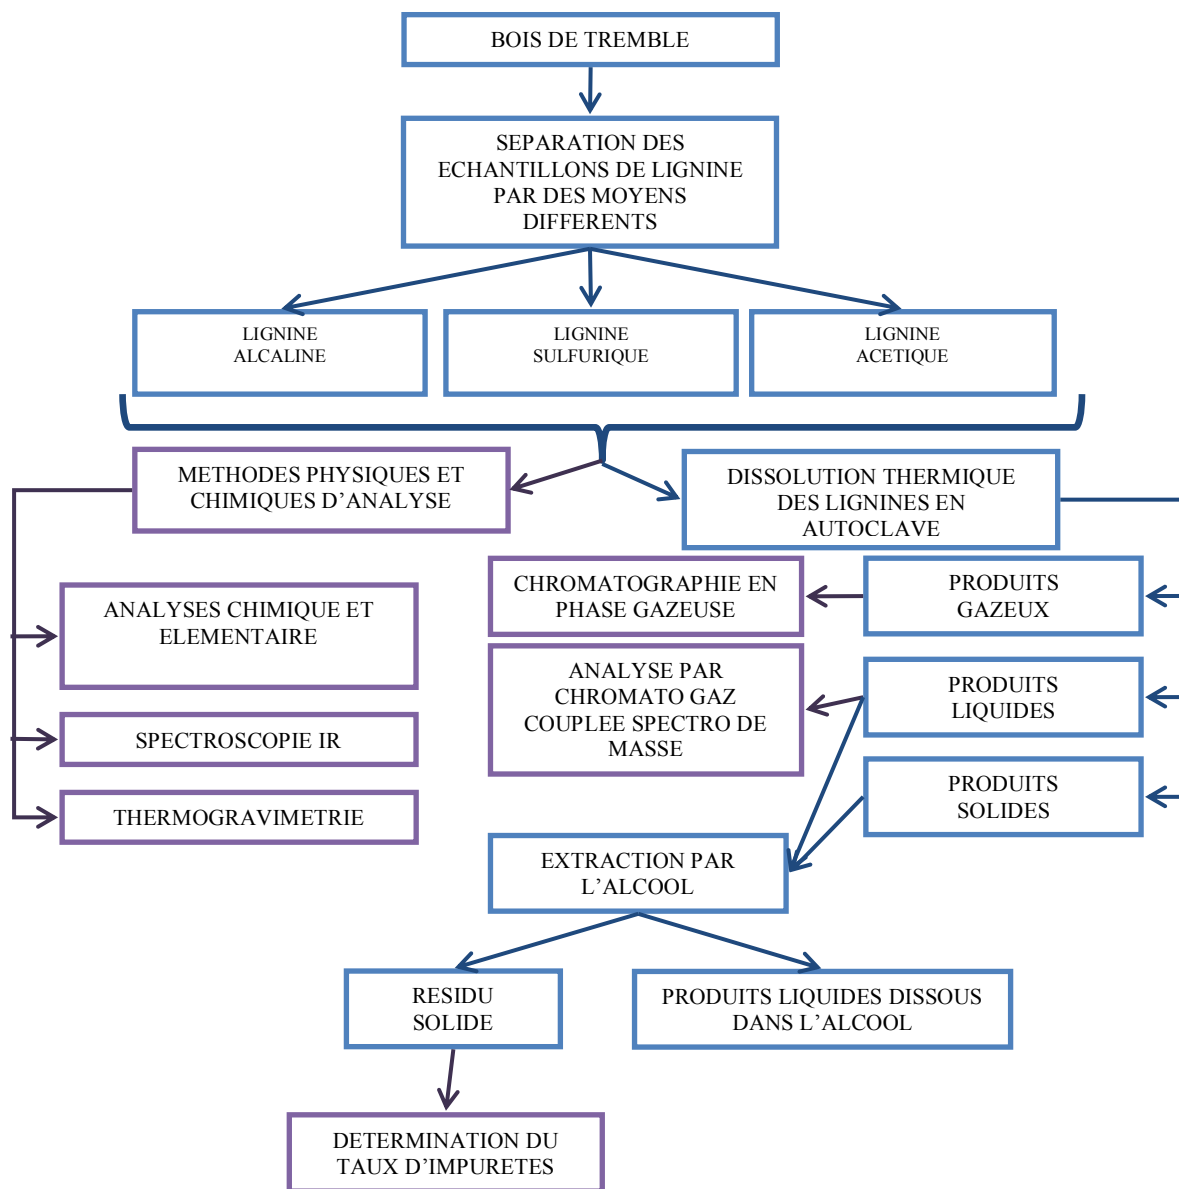 BOIS DE TREMBLE
SEPARATION DES
ECHANTILLONS DE LIGNINE
PAR DES MOYENS
DIFFERENTS
LIGNINE
ALCALINE
LIGNINE
SULFURIQUE
LIGNINE
ACETIQUE
METHODES PHYSIQUES ET
CHIMIQUES D’ANALYSE
DISSOLUTION THERMIQUE
DES LIGNINES EN
AUTOCLAVE
ANALYSES CHIMIQUE ET
ELEMENTAIRE
SPECTROSCOPIE IR
THERMOGRAVIMETRIE
CHROMATOGRAPHIE EN
PHASE GAZEUSE
PRODUITS
GAZEUX
ANALYSE PAR
CHROMATO GAZ
COUPLEE SPECTRO DE
MASSE
PRODUITS
LIQUIDES
PRODUITS
SOLIDES
EXTRACTION PAR
L’ALCOOL
RESIDU
SOLIDE
PRODUITS LIQUIDES DISSOUS
DANS L’ALCOOL
DETERMINATION DU
TAUX D’IMPURETES